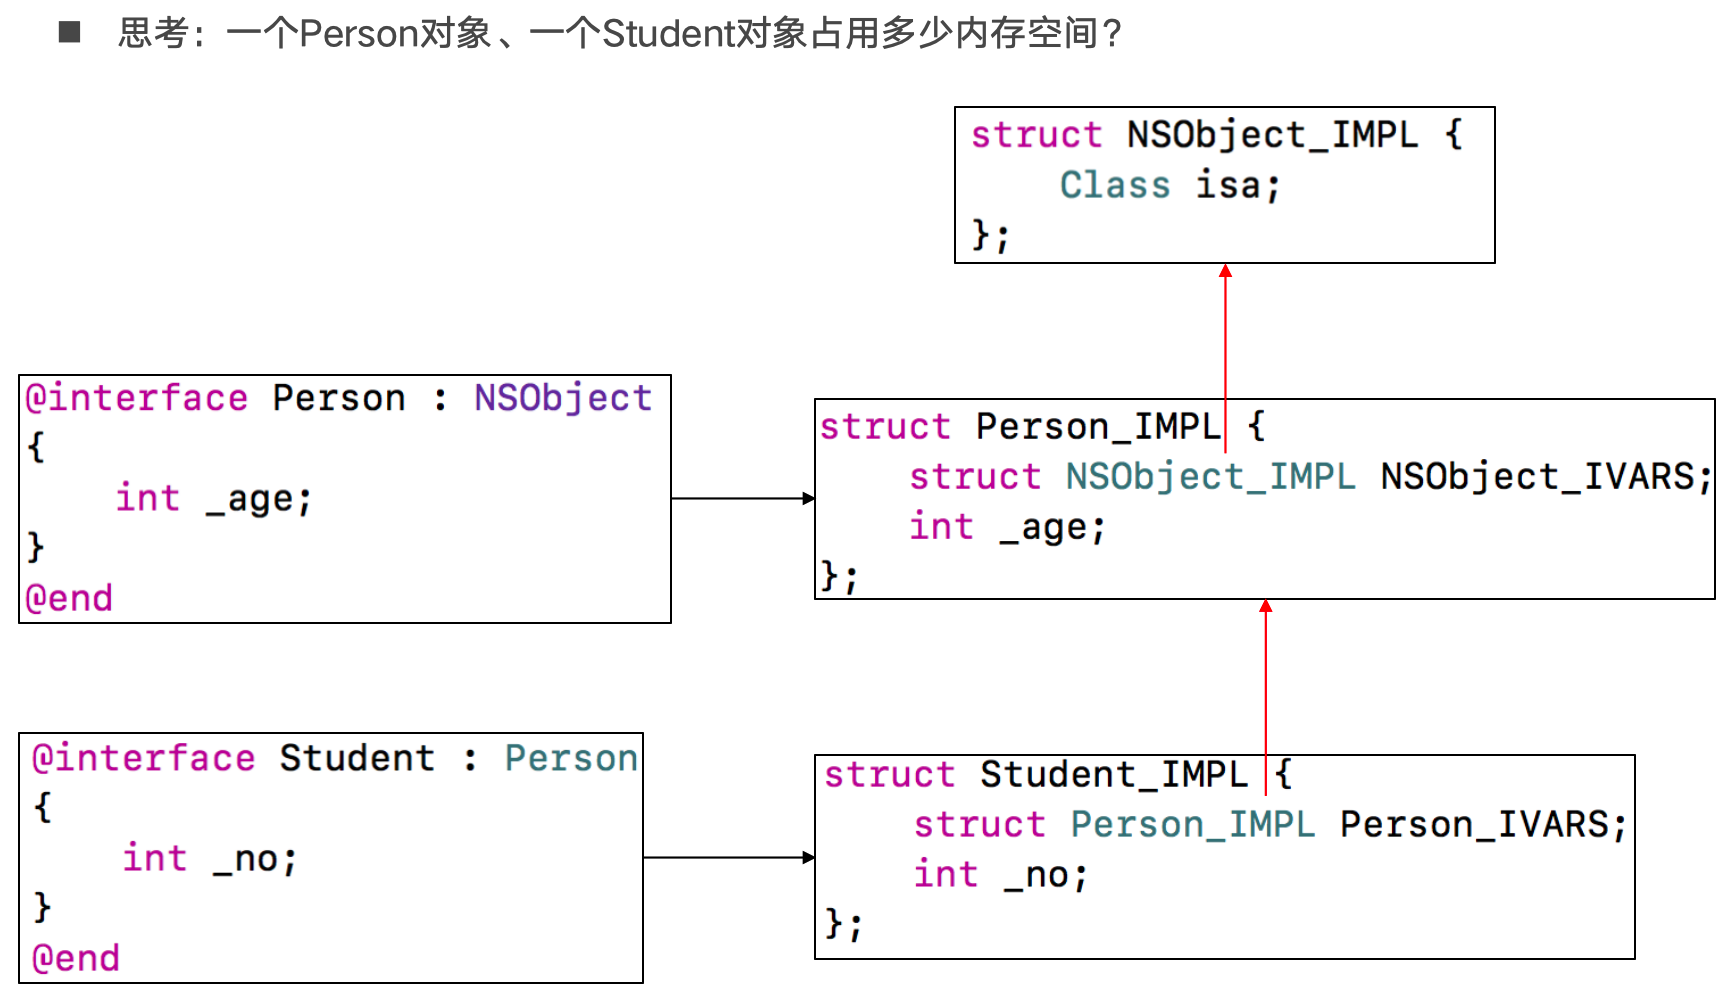 ■ 思考：一个Person对象、一个Student对象占用多少内存空间？
struct NSObject_IMPL {
    Class isa;
};
@interface Person : NSObject
{
    int _age;
}
@end
struct Person_IMPL {
    struct NSObject_IMPL NSObject_IVARS;
    int _age;
};
@interface Student : Person
{
    int _no;
}
@end
struct Student_IMPL {
    struct Person_IMPL Person_IVARS;
    int _no;
};